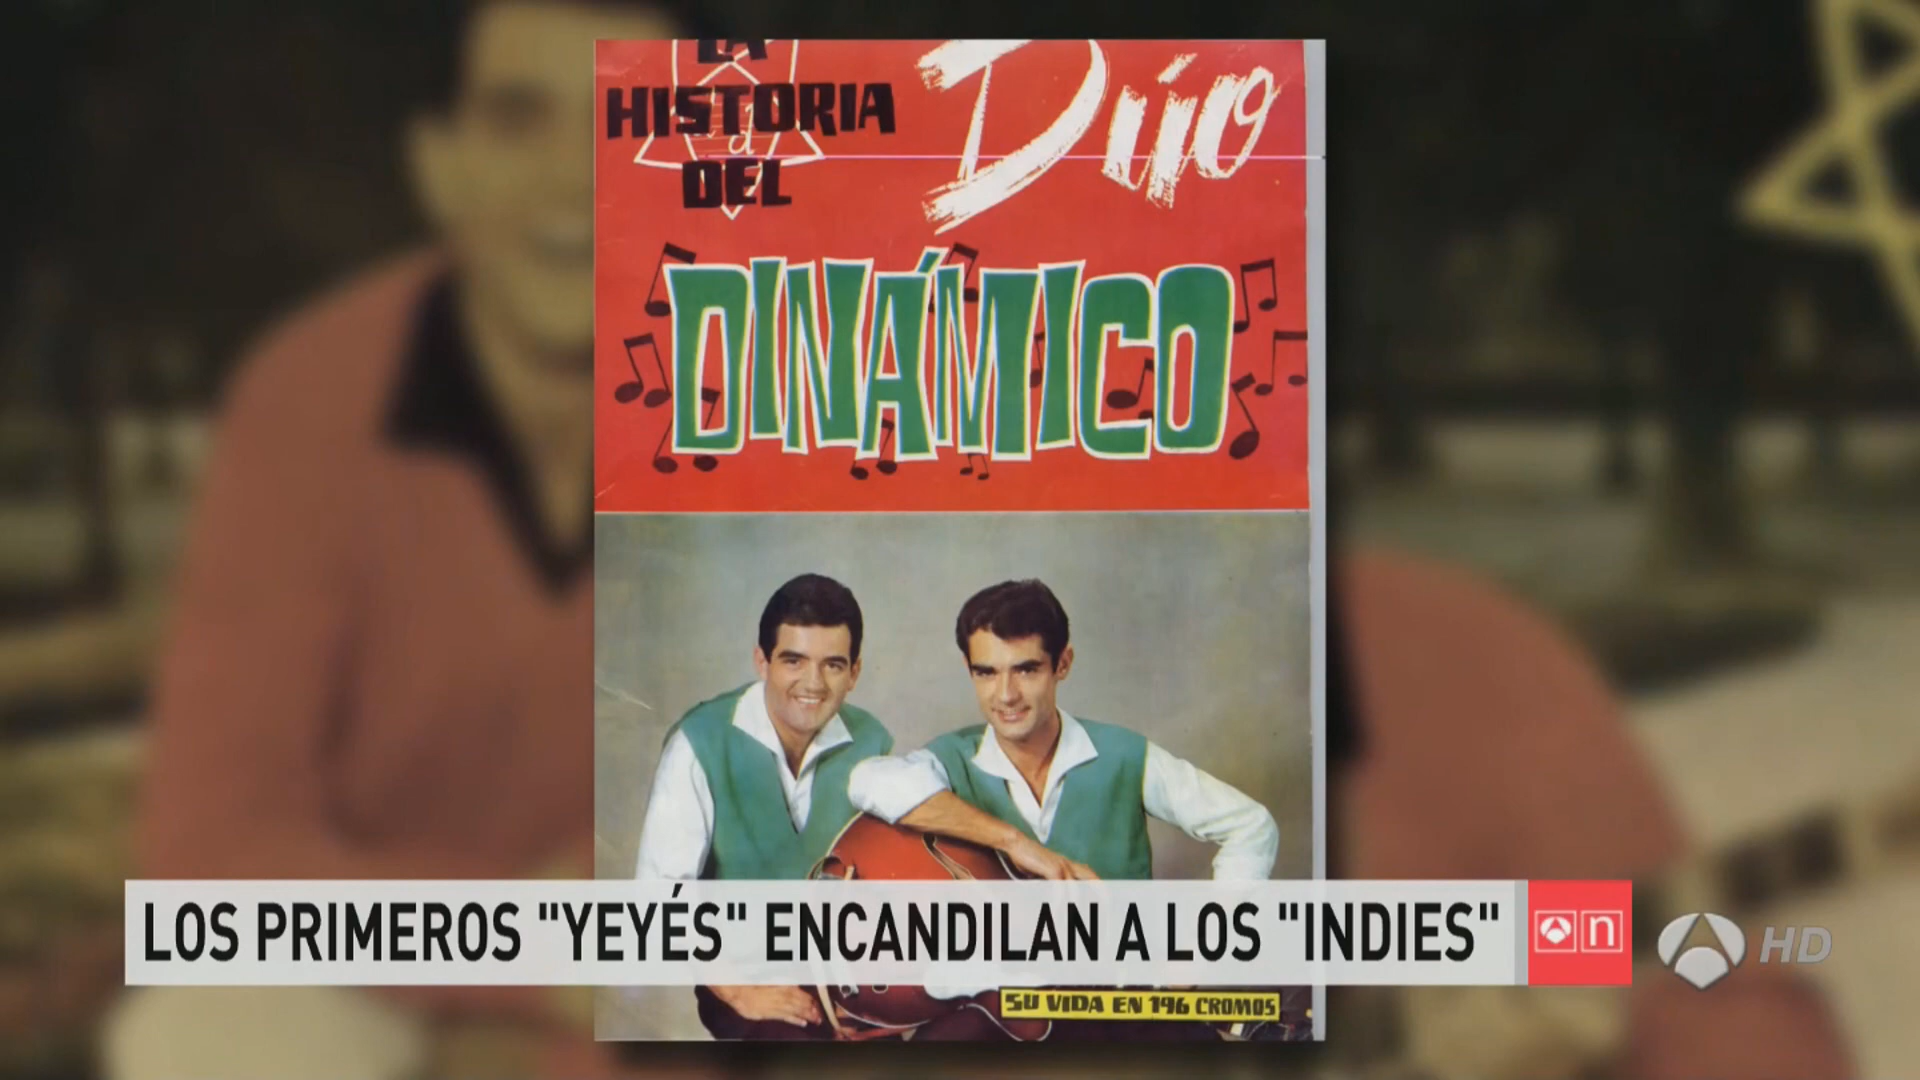 LA
HISTORIA
d
DEL
Dúo
DINÁMICO
LOS PRIMEROS "YEYÉS" ENCANDILAN A LOS "INDIES"
n
HD
SU VIDA EN 196 CROMOS